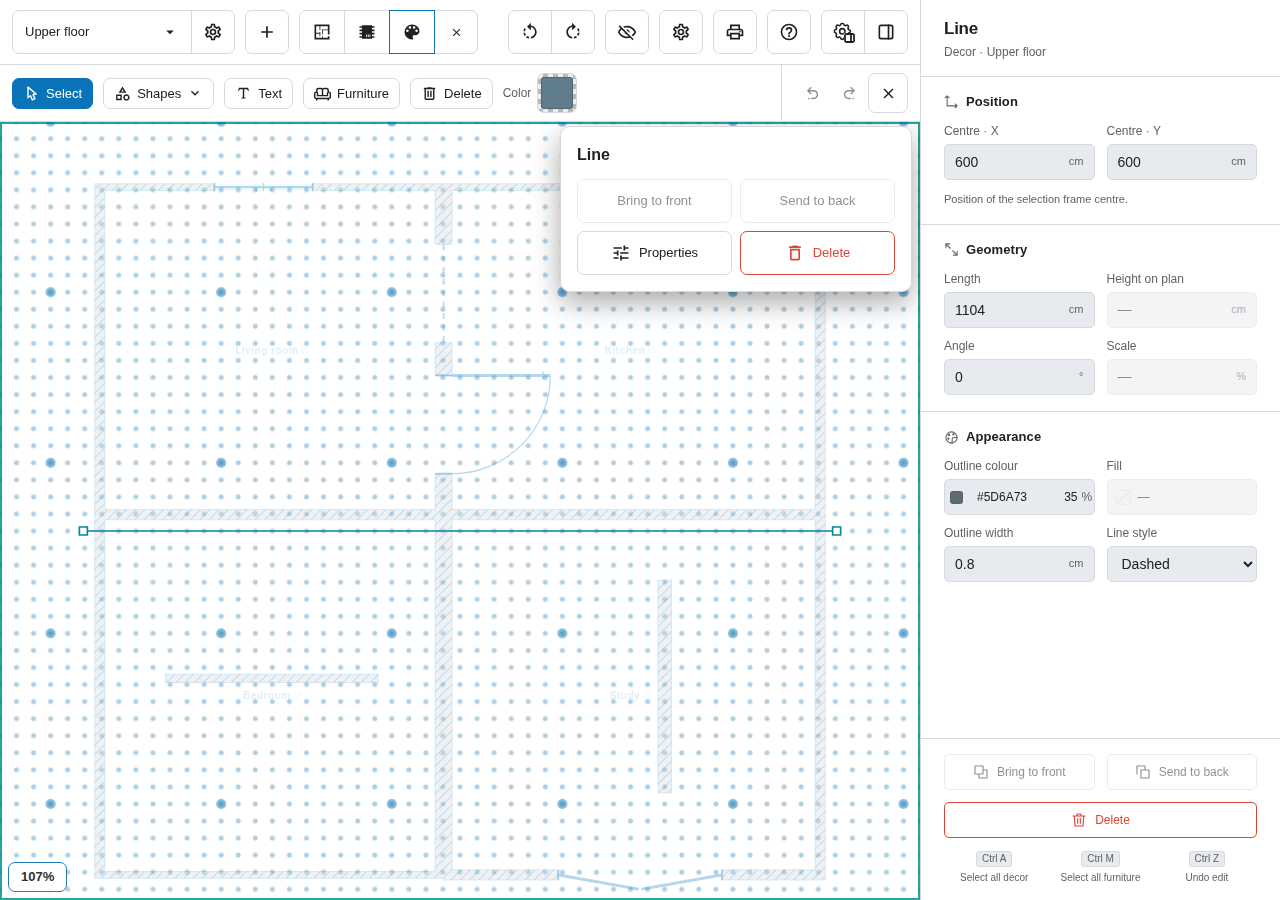 Upper floor
Select
Shapes
Text
Furniture
Delete
Color
Line
Bring to front
Send to back
Properties
Delete
Living room
Kitchen
Bedroom
Study
107%
Line
Decor · Upper floor
Position
Centre · X
Centre · Y
600 cm
600 cm
Position of the selection frame centre.
Geometry
Length
Height on plan
1104 cm
— cm
Angle
Scale
0 °
— %
Appearance
Outline colour
Fill
#5D6A73 35 %
—
Outline width
Line style
0.8 cm
Dashed
Bring to front
Send to back
Delete
Ctrl A
Ctrl M
Ctrl Z
Select all decor
Select all furniture
Undo edit